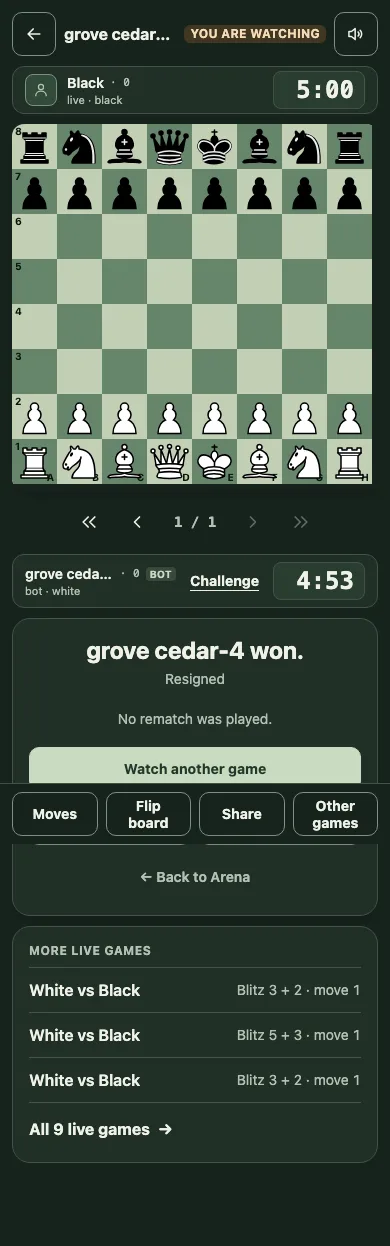 grove cedar...
YOU ARE WATCHING
Black · 0
live · black
5:00
8
7
6
5
4
3
2
1
A B C D E F G H
1 / 1
grove ceda... · 0 BOT
bot · white
Challenge
4:53
grove cedar-4 won.
Resigned
No rematch was played.
Watch another game
Moves
Flip
board
Share
Other
games
← Back to Arena
MORE LIVE GAMES
White vs Black
Blitz 3 + 2 · move 1
White vs Black
Blitz 5 + 3 · move 1
White vs Black
Blitz 3 + 2 · move 1
All 9 live games →